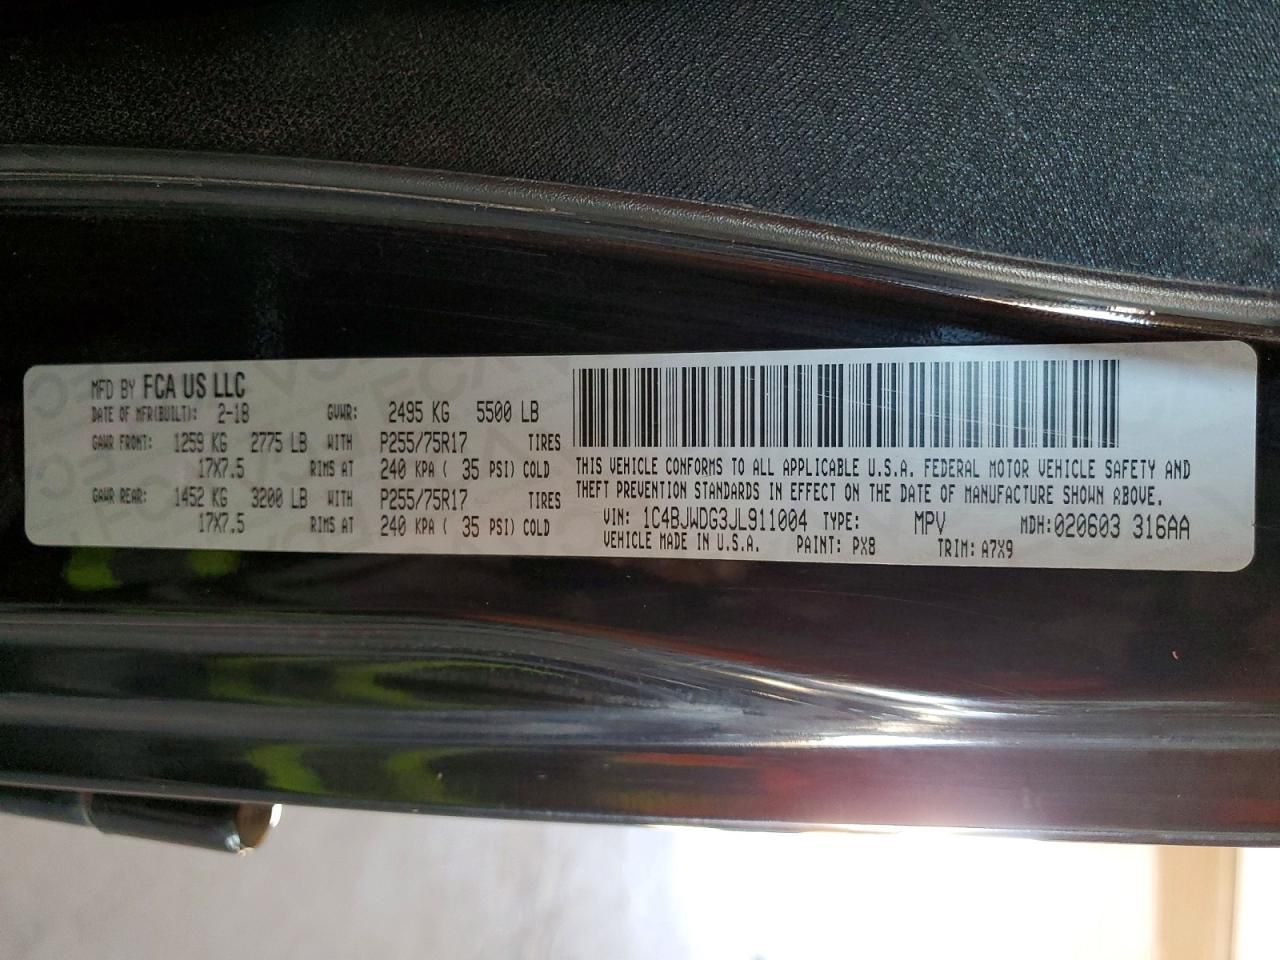 MFD BY FCA US LLC
DATE OF MFR(BUILT): 2-18 GVWR: 2495 KG 5500 LB
GAWR FRONT: 1259 KG 2775 LB WITH P255/75R17 TIRES
17X7.5 RIMS AT 240 KPA ( 35 PSI) COLD
GAWR REAR: 1452 KG 3200 LB WITH P255/75R17 TIRES
17X7.5 RIMS AT 240 KPA ( 35 PSI) COLD
THIS VEHICLE CONFORMS TO ALL APPLICABLE U.S.A. FEDERAL MOTOR VEHICLE SAFETY AND
THEFT PREVENTION STANDARDS IN EFFECT ON THE DATE OF MANUFACTURE SHOWN ABOVE.
VIN: 1C4BJWDG3JL911004 TYPE: MPV MDH:020603 316AA
VEHICLE MADE IN U.S.A. PAINT: PX8 TRIM: A7X9